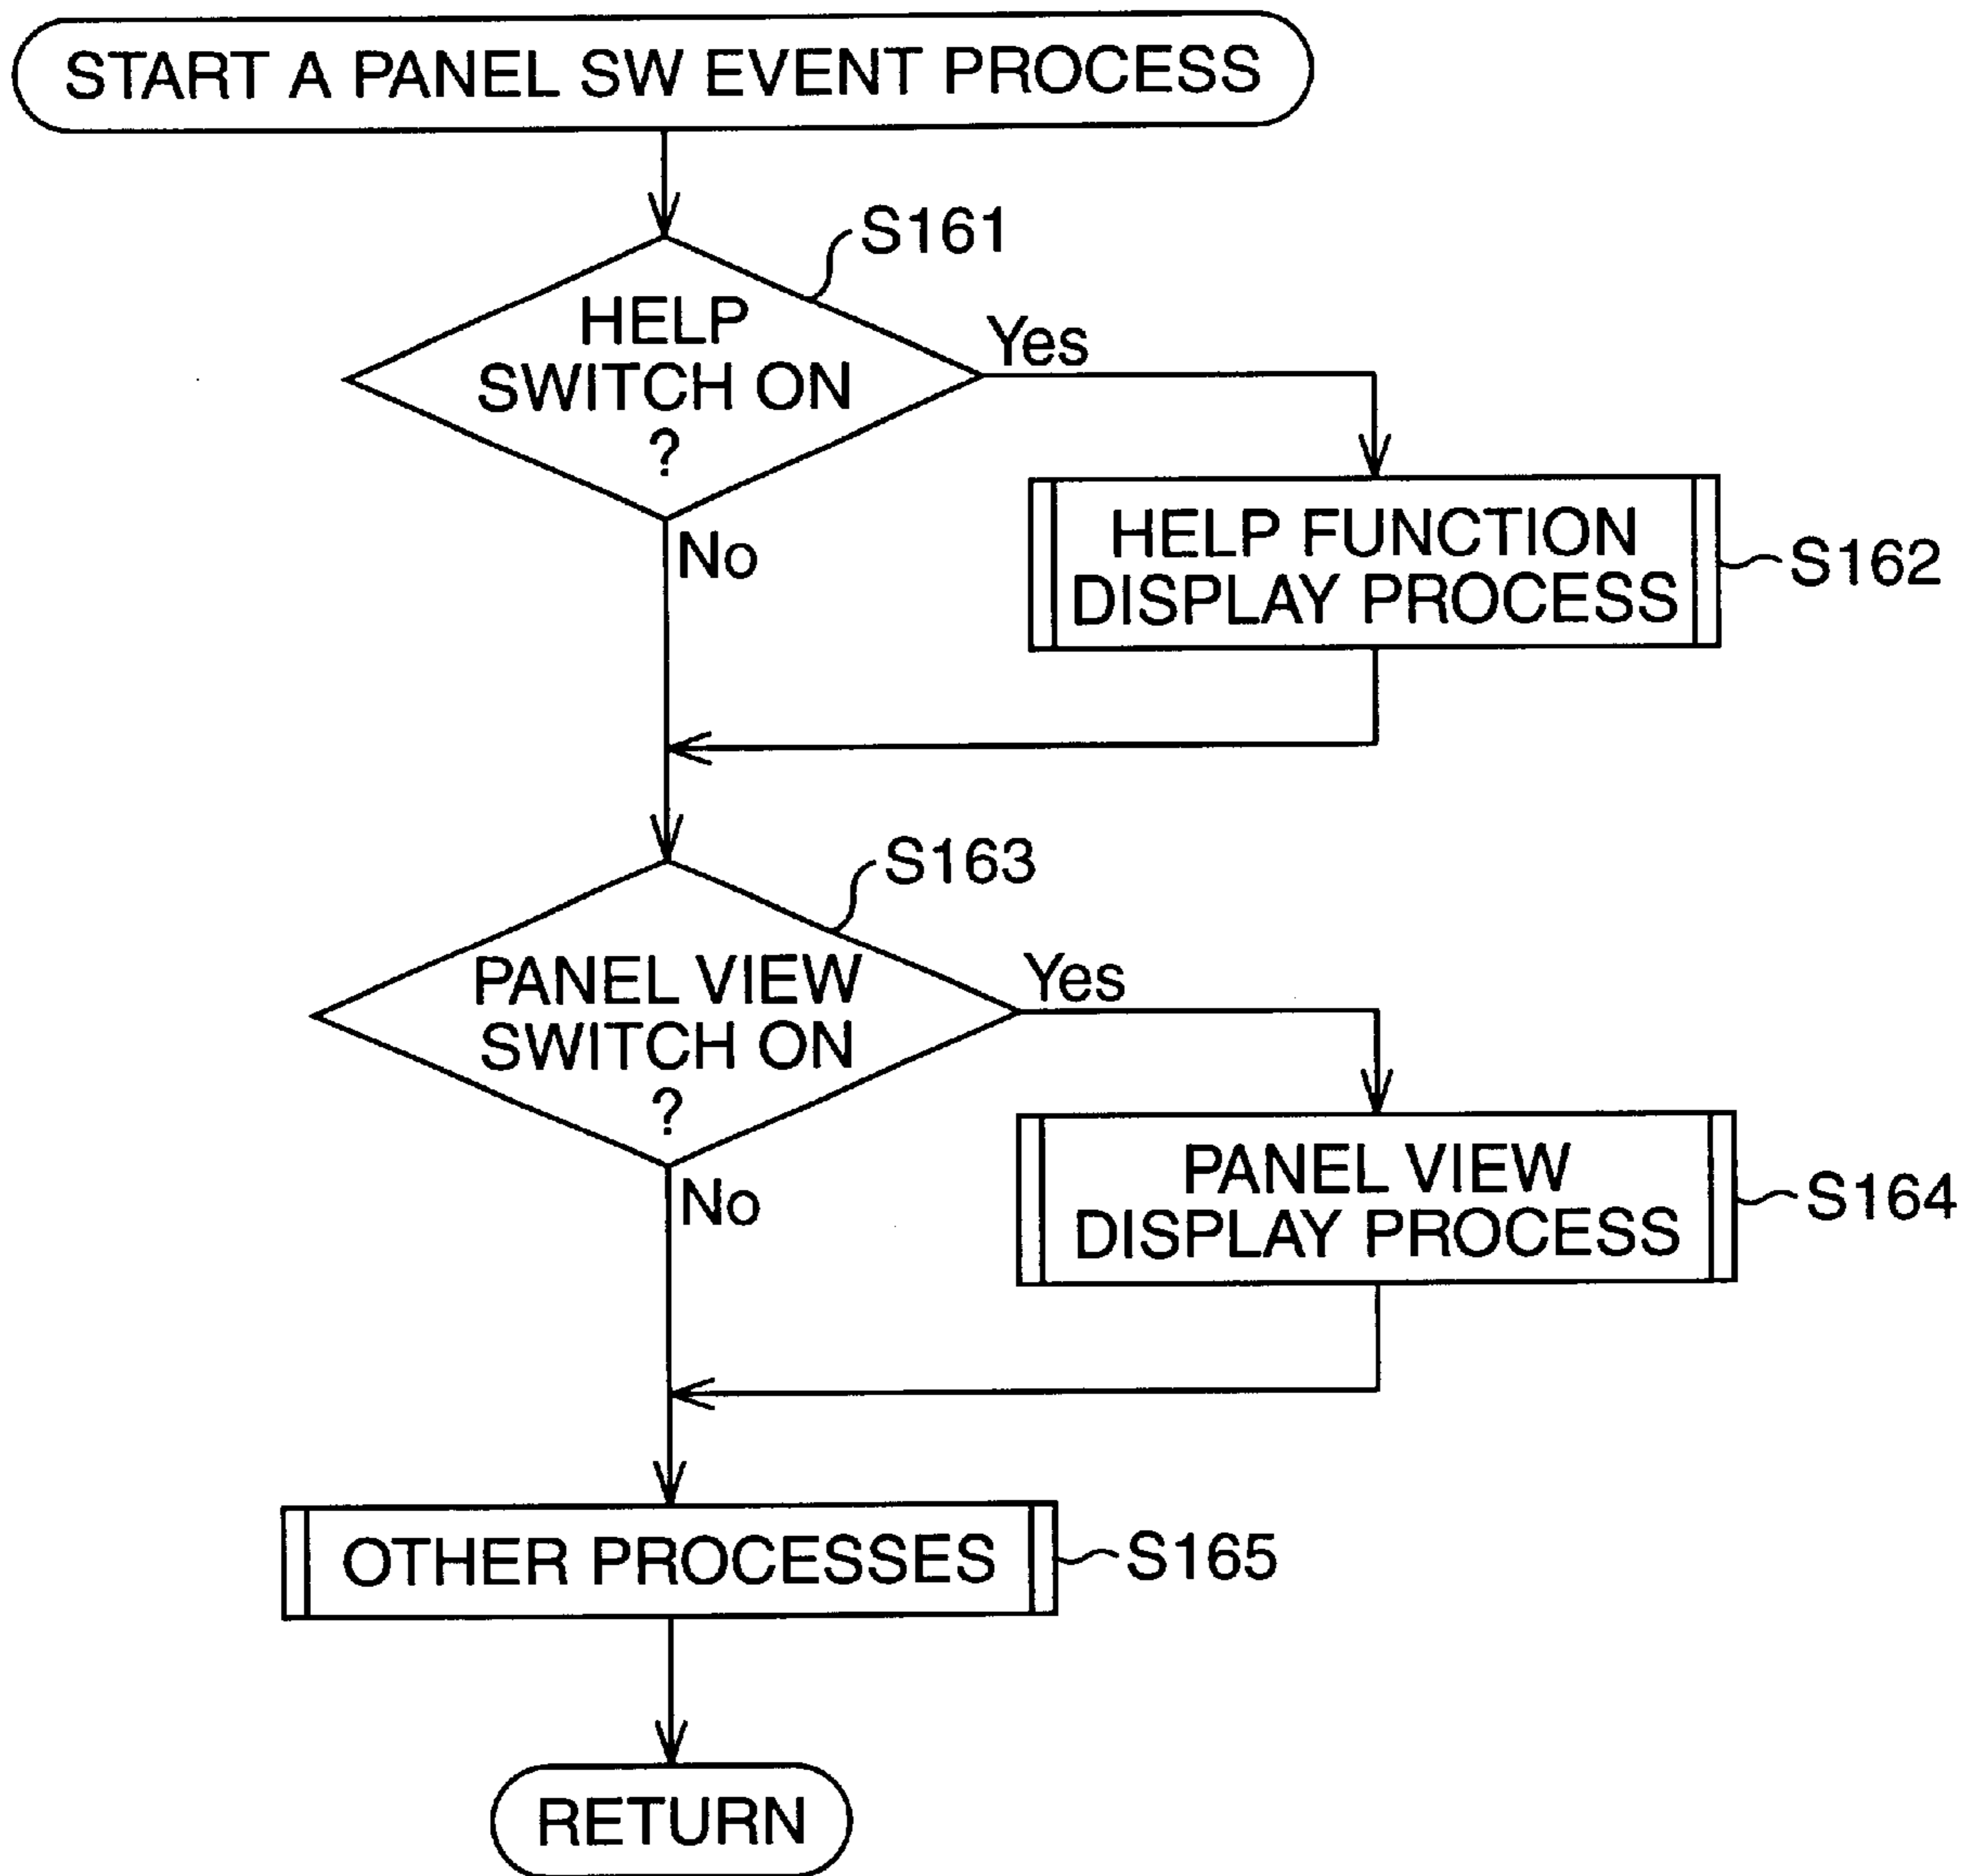 START A PANEL SW EVENT PROCESS
S161
HELP
SWITCH ON
?
Yes
No
HELP FUNCTION
DISPLAY PROCESS
S162
S163
PANEL VIEW
SWITCH ON
?
Yes
No
PANEL VIEW
DISPLAY PROCESS
S164
OTHER PROCESSES
S165
RETURN